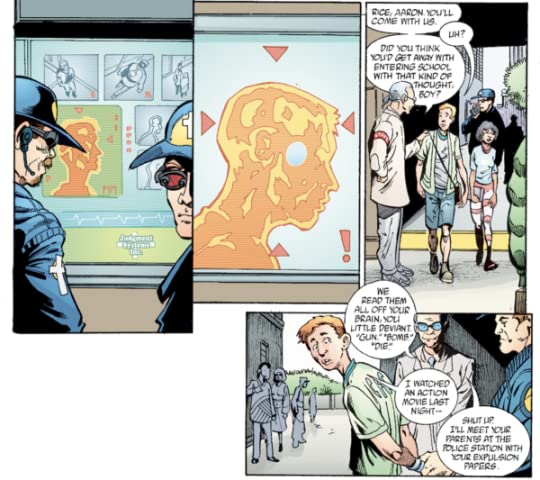 Judgment
Systems
Inc.
!
RICE, AARON. YOU'LL
COME WITH US.
UH?
DID YOU THINK
YOU'D GET AWAY WITH
ENTERING SCHOOL
WITH THAT KIND OF
THOUGHT,
BOY?
WE
READ THEM
ALL OFF YOUR
BRAIN, YOU
LITTLE DEVIANT.
"GUN." "BOMB."
"DIE."
I WATCHED
AN ACTION
MOVIE LAST
NIGHT--
SHUT UP.
I'LL MEET YOUR
PARENTS AT THE
POLICE STATION WITH
YOUR EXPULSION
PAPERS.